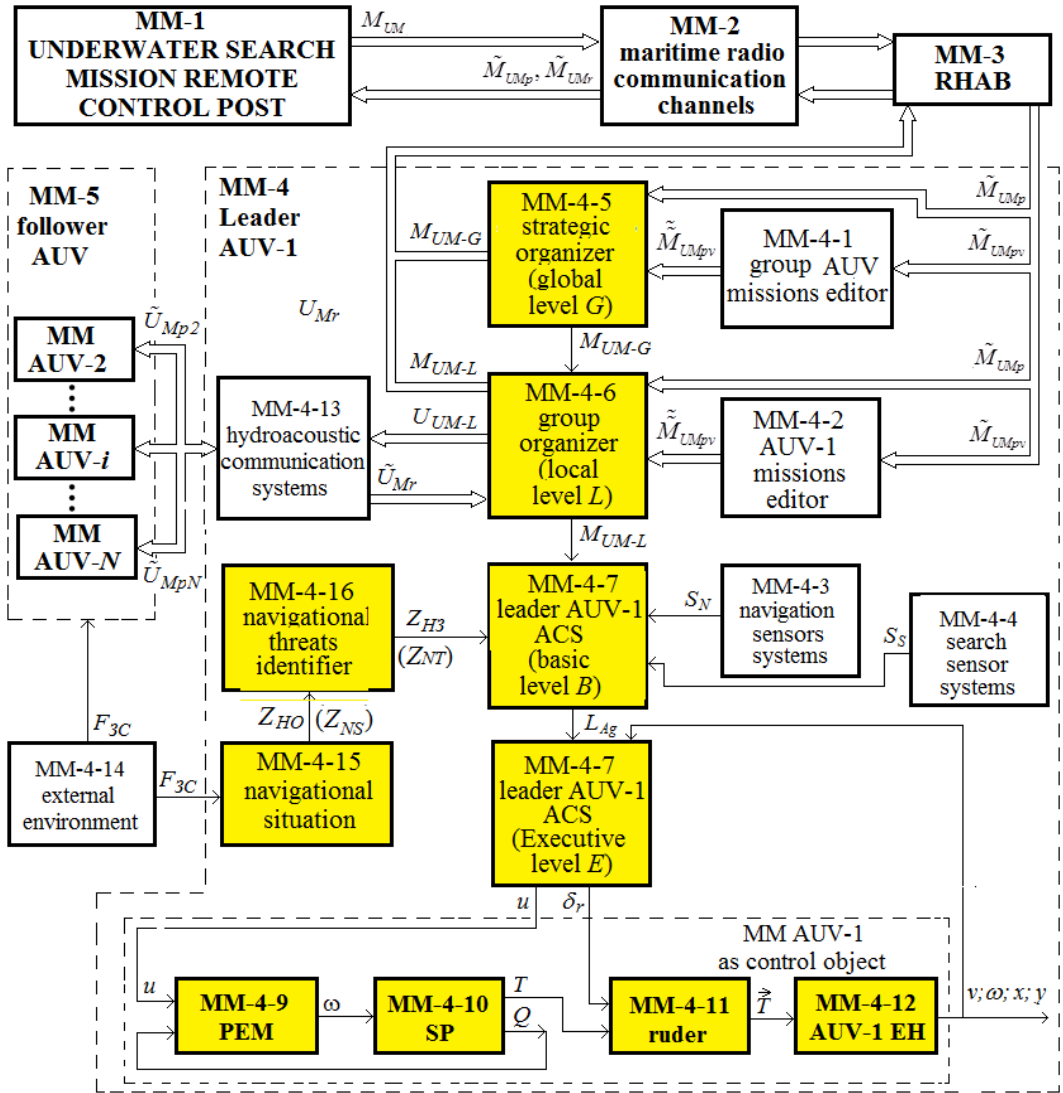 MM-1
UNDERWATER SEARCH
MISSION REMOTE
CONTROL POST
M_UM
M̃_UMp, M̃_UMr
MM-2
maritime radio
communication
channels
MM-3
RHAB
MM-5
follower
AUV
MM-4
Leader
AUV-1
MM-4-5
strategic
organizer
(global
level G)
M̃_UMp
M_UM-G
M̃̃_UMpv
MM-4-1
group AUV
missions editor
M̃_UMpv
U_Mr
M_UM-G
Ũ_Mp2
MM
AUV-2
MM
AUV-i
MM
AUV-N
Ũ_MpN
MM-4-13
hydroacoustic
communication
systems
M_UM-L
U_UM-L
Ũ_Mr
MM-4-6
group
organizer
(local
level L)
M̃_UMp
M̃̃_UMpv
MM-4-2
AUV-1
missions
editor
M̃_UMpv
M_UM-L
MM-4-16
navigational
threats
identifier
Z_H3
(Z_NT)
MM-4-7
leader AUV-1
ACS
(basic
level B)
S_N
MM-4-3
navigation
sensors
systems
S_S
MM-4-4
search
sensor
systems
Z_HO (Z_NS)
L_Ag
F_3C
MM-4-14
external
environment
F_3C
MM-4-15
navigational
situation
MM-4-7
leader AUV-1
ACS
(Executive
level E)
u
δ_r
MM AUV-1
as control object
u
MM-4-9
PEM
ω
MM-4-10
SP
T
Q
MM-4-11
ruder
T⃗
MM-4-12
AUV-1 EH
v; ω; x; y